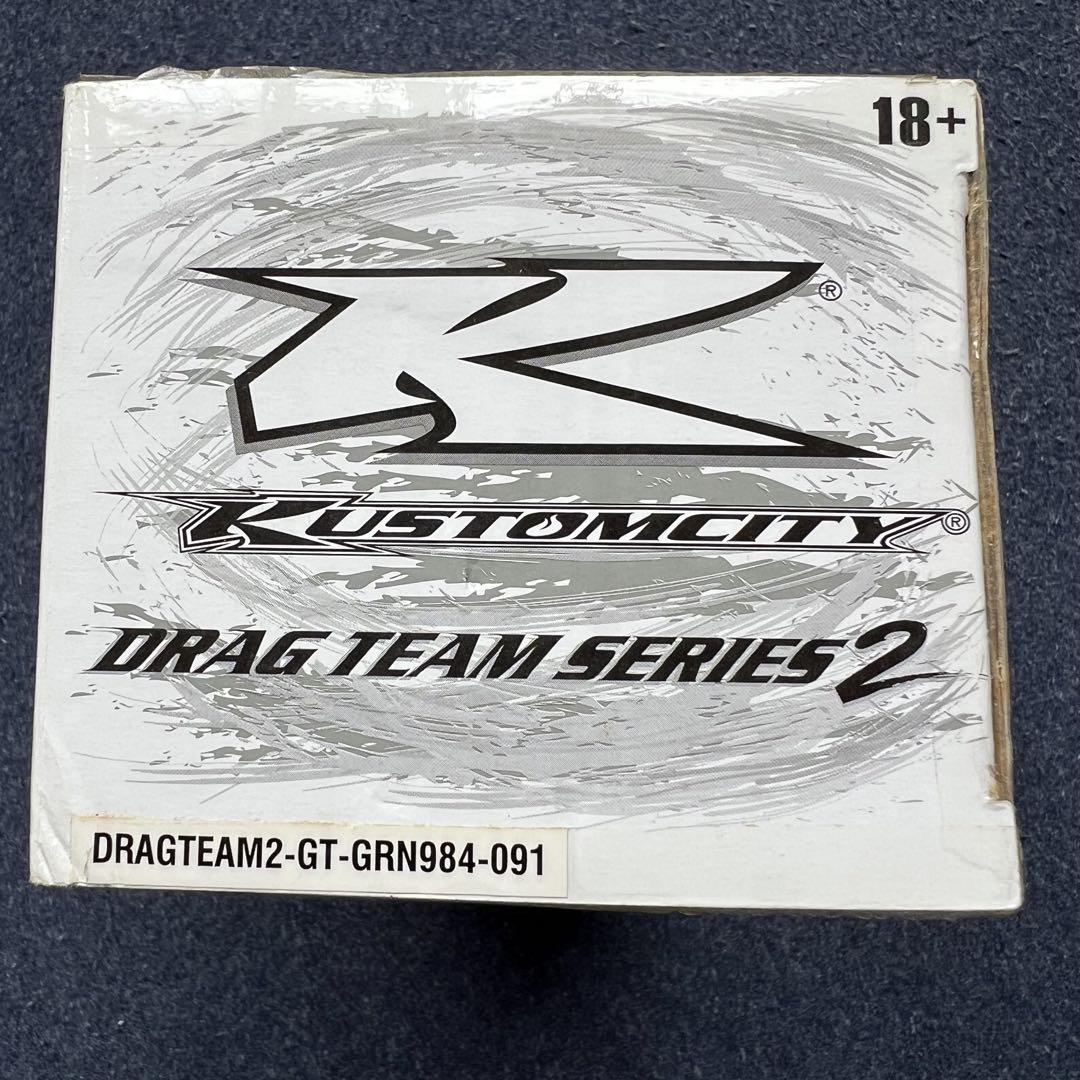 18+
K®
KUSTOMCITY®
DRAG TEAM SERIES 2
DRAGTEAM2-GT-GRN984-091